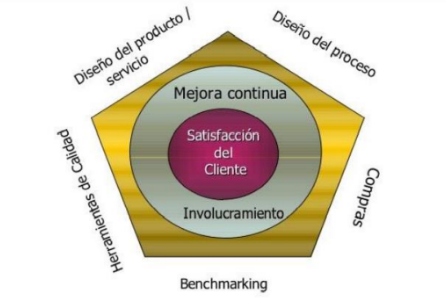 Diseño del producto /
servicio
Diseño del proceso
Mejora continua
Satisfacción
del
Cliente
Involucramiento
Herramientas de Calidad
Compras
Benchmarking